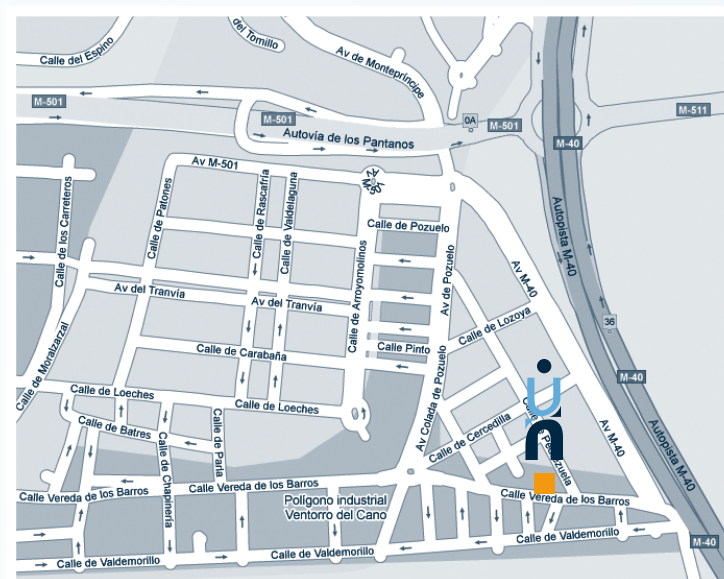 Calle del Espino
del Tomillo
Av de Monteprincipe
M-501
M-501
Autovía de los Pantanos
0A
M-501
M-511
M-40
Av M-501
Calle de los Carreteros
Calle de Patones
Calle de Rascafría
Calle de Valdelaguna
Calle de Arroyomolinos
Calle de Pozuelo
Av de Pozuelo
Autopista M-40
Av M-40
Av del Tranvía
Av del Tranvía
Calle de Lozoya
36
Calle de Moralzarzal
Calle de Carabaña
Calle Pinto
M-40
Calle de Loeches
Calle de Loeches
Av Colada de Pozuelo
Calle de Cercedilla
Av M-40
Autopista M-40
Calle de Batres
Calle de Chapinería
Calle de Parla
Calle Vereda de los Barros
Calle Vereda de los Barros
Calle Vereda de los Barros
Polígono industrial
Ventorro del Cano
Calle de Valdemorillo
Calle de Valdemorillo
Calle de Valdemorillo
M-40